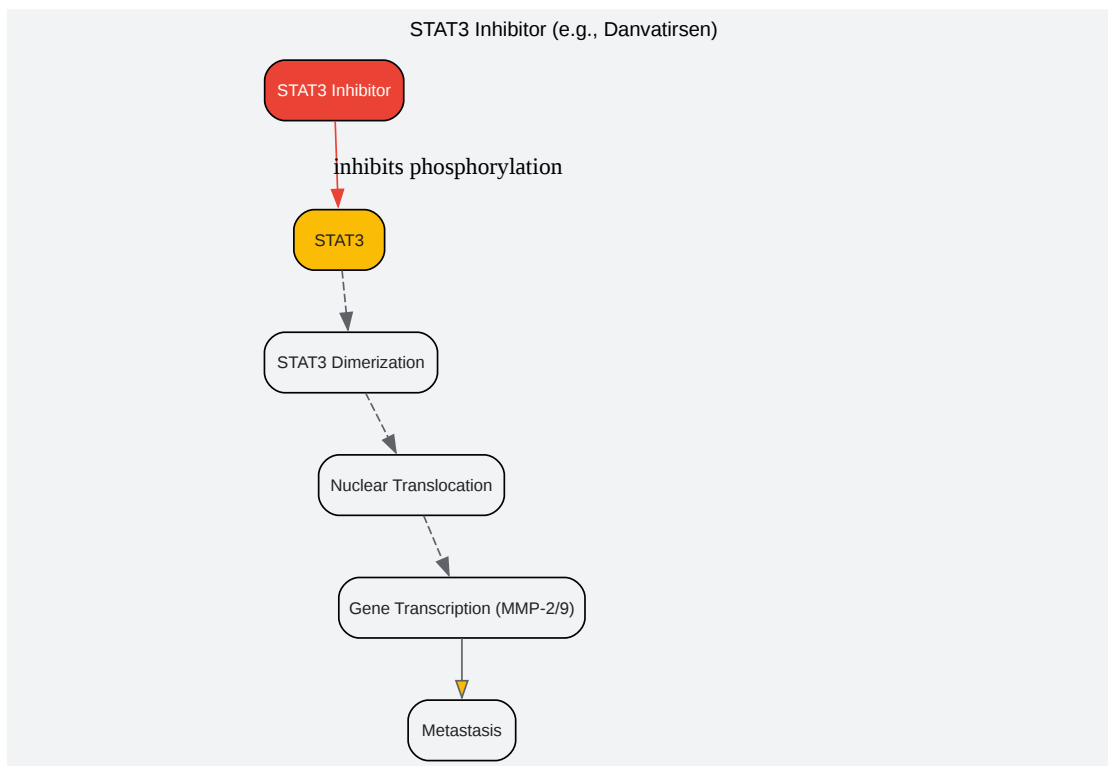 STAT3 Inhibitor (e.g., Danvatirsen)
STAT3 Inhibitor
inhibits phosphorylation
STAT3
STAT3 Dimerization
Nuclear Translocation
Gene Transcription (MMP-2/9)
Metastasis